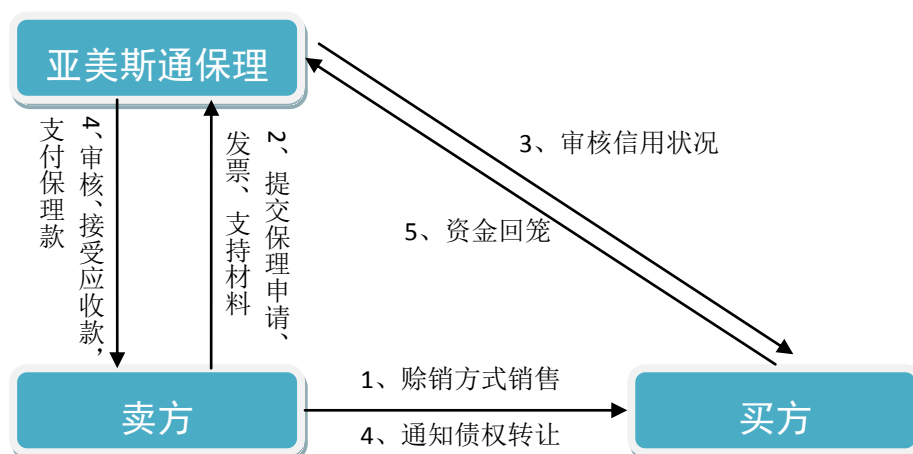 亚美斯通保理
4、审核、接受应收款，
支付保理款
2、提交保理申请、
发票、支持材料
3、审核信用状况
5、资金回笼
卖方
1、赊销方式销售
4、通知债权转让
买方